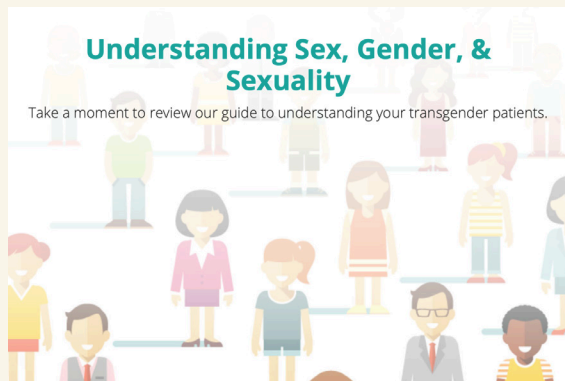 Understanding Sex, Gender, &
Sexuality
Take a moment to review our guide to understanding your transgender patients.